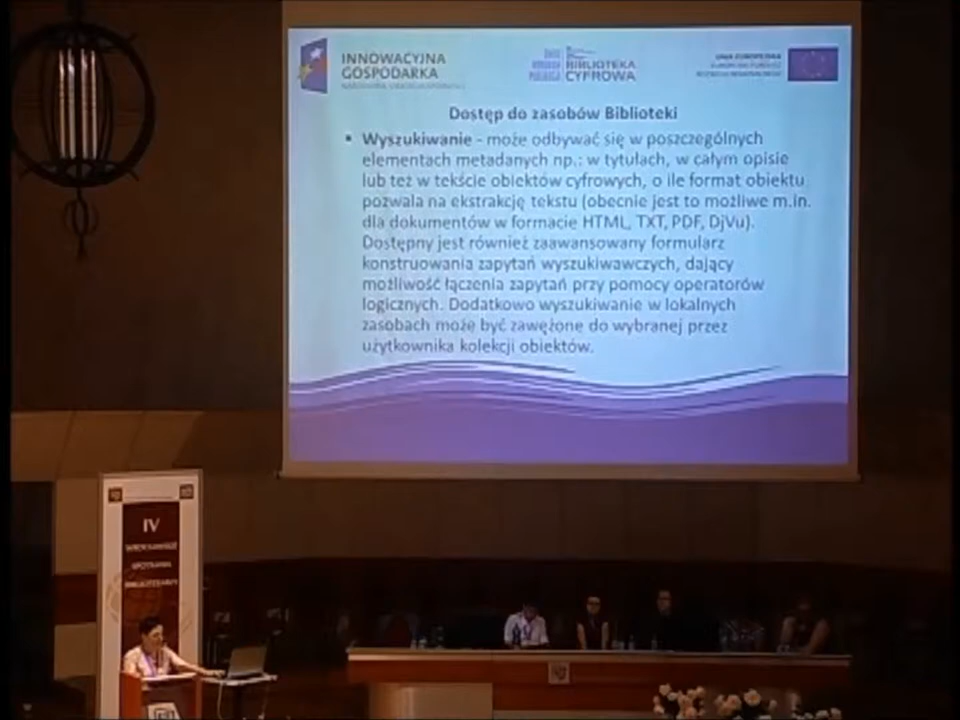 INNOWACYJNA
GOSPODARKA
BIBLIOTEKA
CYFROWA
UNIA EUROPEJSKA
Dostęp do zasobów Biblioteki
• Wyszukiwanie - może odbywać się w poszczególnych
elementach metadanych np.: w tytułach, w całym opisie
lub też w tekście obiektów cyfrowych, o ile format obiektu
pozwala na ekstrakcję tekstu (obecnie jest to możliwe m.in.
dla dokumentów w formacie HTML, TXT, PDF, DjVu).
Dostępny jest również zaawansowany formularz
konstruowania zapytań wyszukiwawczych, dający
możliwość łączenia zapytań przy pomocy operatorów
logicznych. Dodatkowo wyszukiwanie w lokalnych
zasobach może być zawężone do wybranej przez
użytkownika kolekcji obiektów.
IV